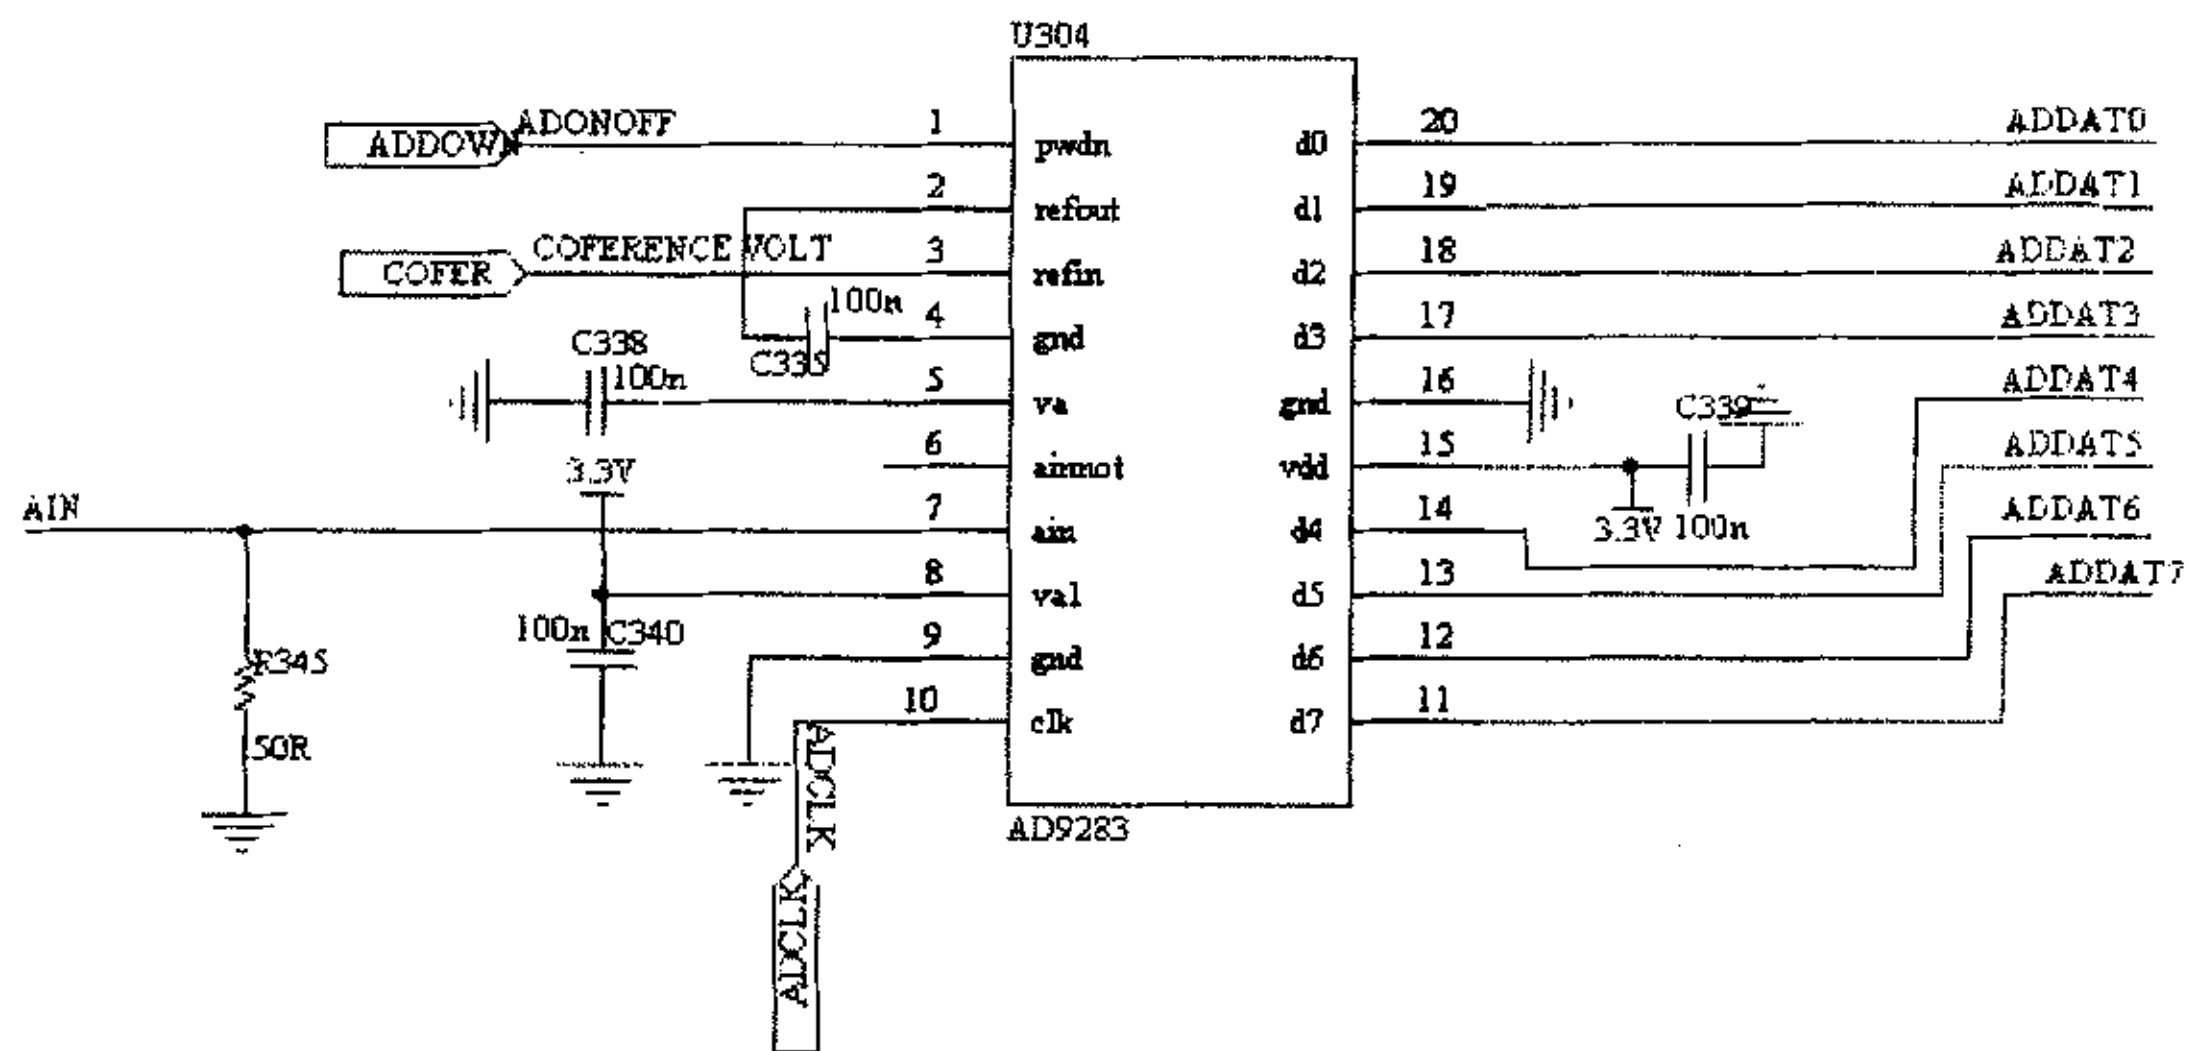 U304
ADDOWN
ADONOFF
1
pwdn
d0
20
ADDAT0
2
refout
d1
19
ADDAT1
COFER
COFERENCE VOLT
3
refin
d2
18
ADDAT2
100n
C335
4
gnd
d3
17
ADDAT3
C338
100n
5
va
gnd
16
ADDAT4
C339
6
ainnot
vdd
15
ADDAT5
3.3V
3.3V
100n
AIN
7
ain
d4
14
ADDAT6
8
val
d5
13
ADDAT7
100n
C340
9
gnd
d6
12
R345
50R
10
clk
d7
11
ADCLK
ADCLK
AD9283